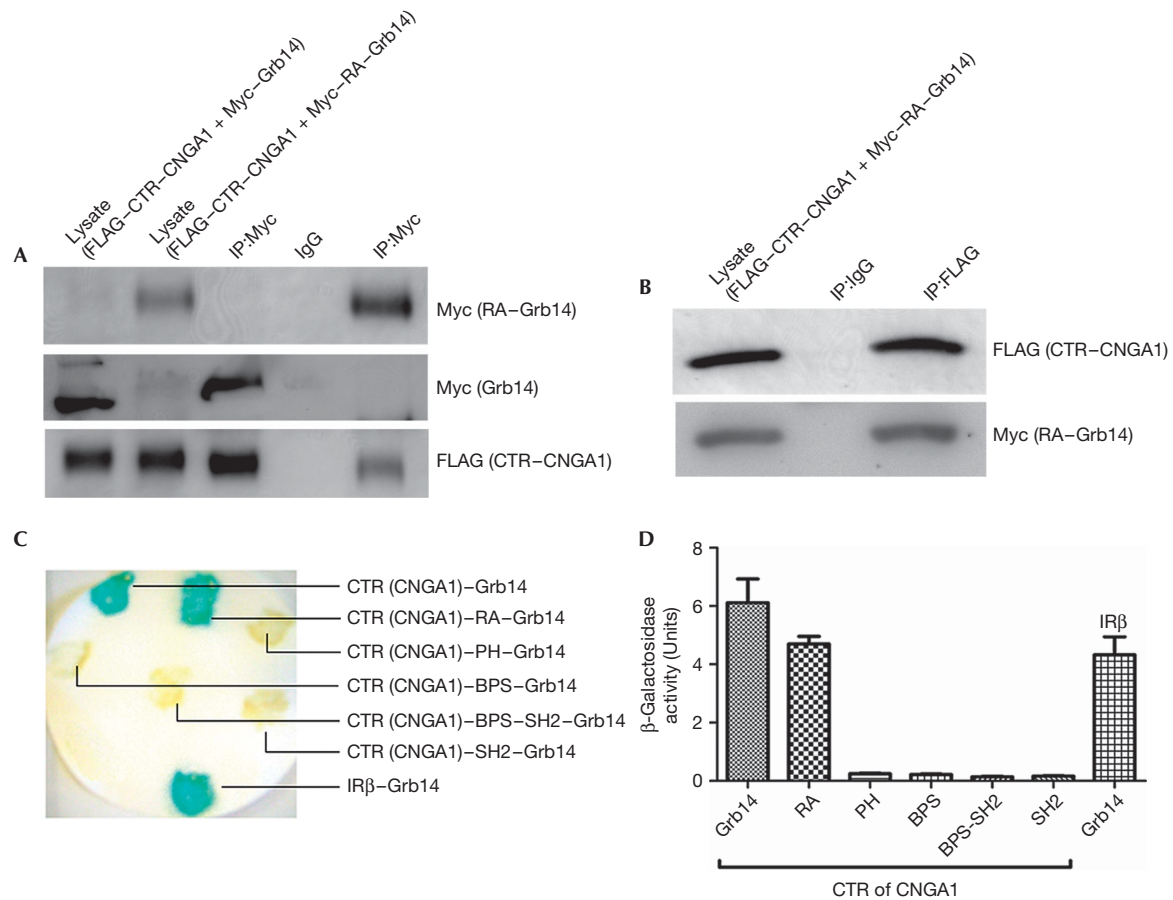 A
Lysate
(FLAG–CTR–CNGA1 + Myc–Grb14)
Lysate
(FLAG–CTR–CNGA1 + Myc–RA–Grb14)
IP:Myc
IgG
IP:Myc
Myc (RA–Grb14)
Myc (Grb14)
FLAG (CTR–CNGA1)
B
Lysate
(FLAG–CTR–CNGA1 + Myc–RA–Grb14)
IP:IgG
IP:FLAG
FLAG (CTR–CNGA1)
Myc (RA–Grb14)
C
CTR (CNGA1)–Grb14
CTR (CNGA1)–RA–Grb14
CTR (CNGA1)–PH–Grb14
CTR (CNGA1)–BPS–Grb14
CTR (CNGA1)–BPS–SH2–Grb14
CTR (CNGA1)–SH2–Grb14
IRβ–Grb14
D
β-Galactosidase
activity (Units)
8
6
4
2
0
IRβ
Grb14
RA
PH
BPS
BPS-SH2
SH2
Grb14
CTR of CNGA1